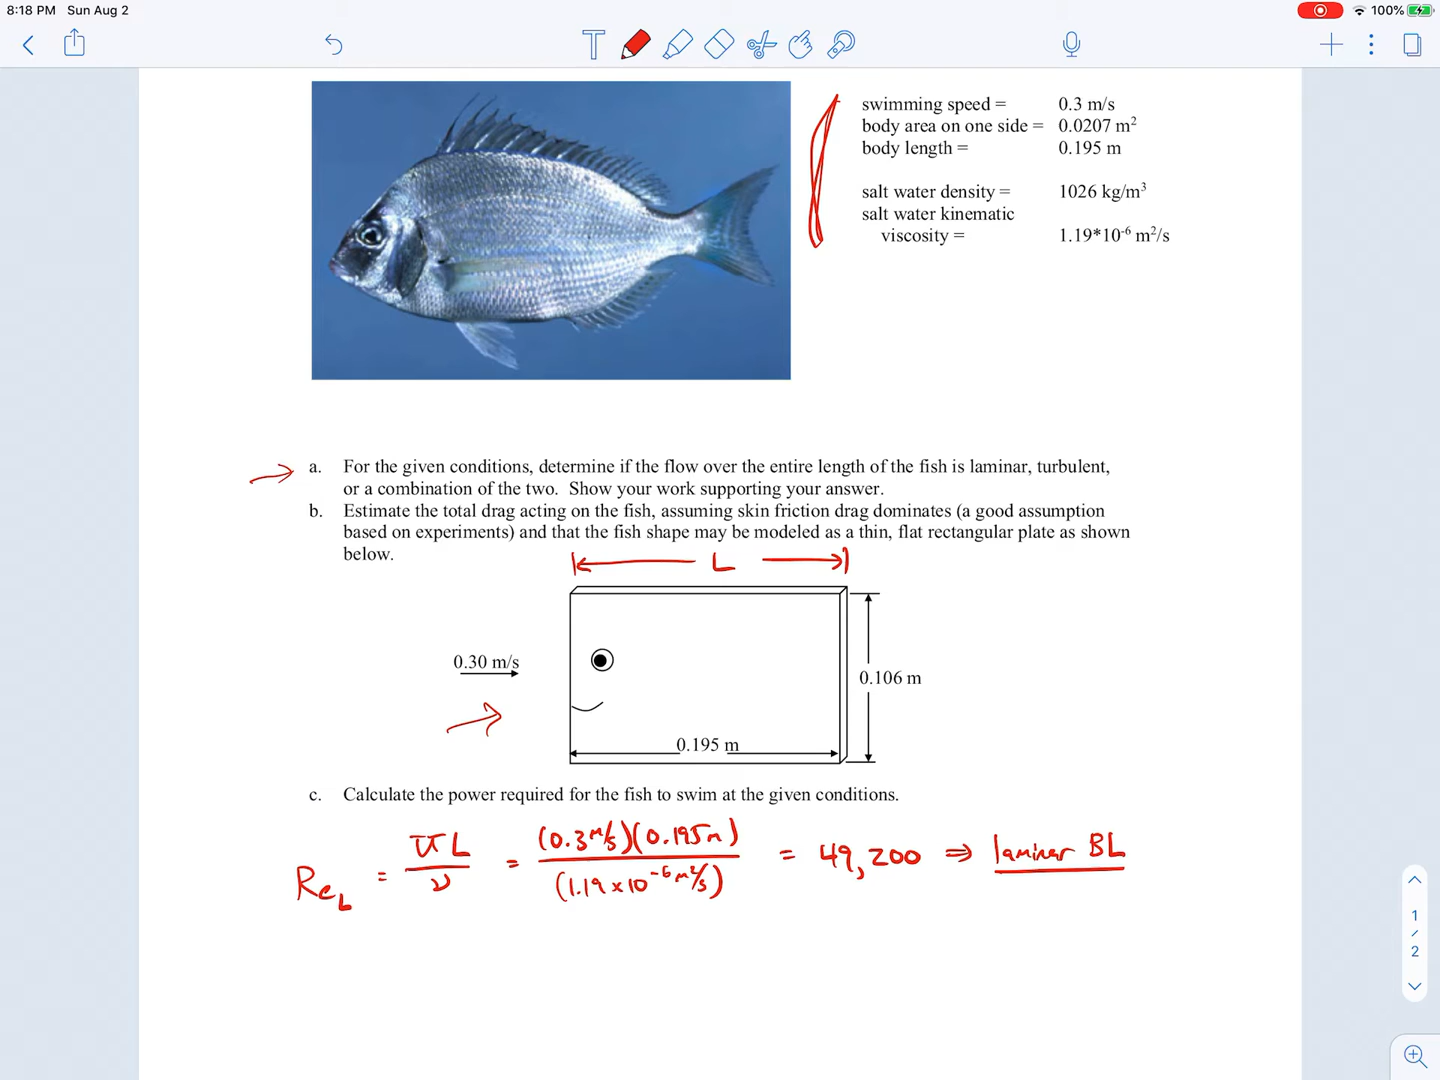 8:18 PM Sun Aug 2
100%
T
swimming speed = 0.3 m/s
body area on one side = 0.0207 m²
body length = 0.195 m
salt water density = 1026 kg/m³
salt water kinematic
viscosity = 1.19*10⁻⁶ m²/s
a. For the given conditions, determine if the flow over the entire length of the fish is laminar, turbulent,
or a combination of the two. Show your work supporting your answer.
b. Estimate the total drag acting on the fish, assuming skin friction drag dominates (a good assumption
based on experiments) and that the fish shape may be modeled as a thin, flat rectangular plate as shown
below.
L
0.30 m/s
0.106 m
0.195 m
c. Calculate the power required for the fish to swim at the given conditions.
Re_L = UL/ν = (0.3 m/s)(0.195 m)/(1.19 × 10⁻⁶ m²/s) = 49,200 ⇒ laminar BL
1
/
2